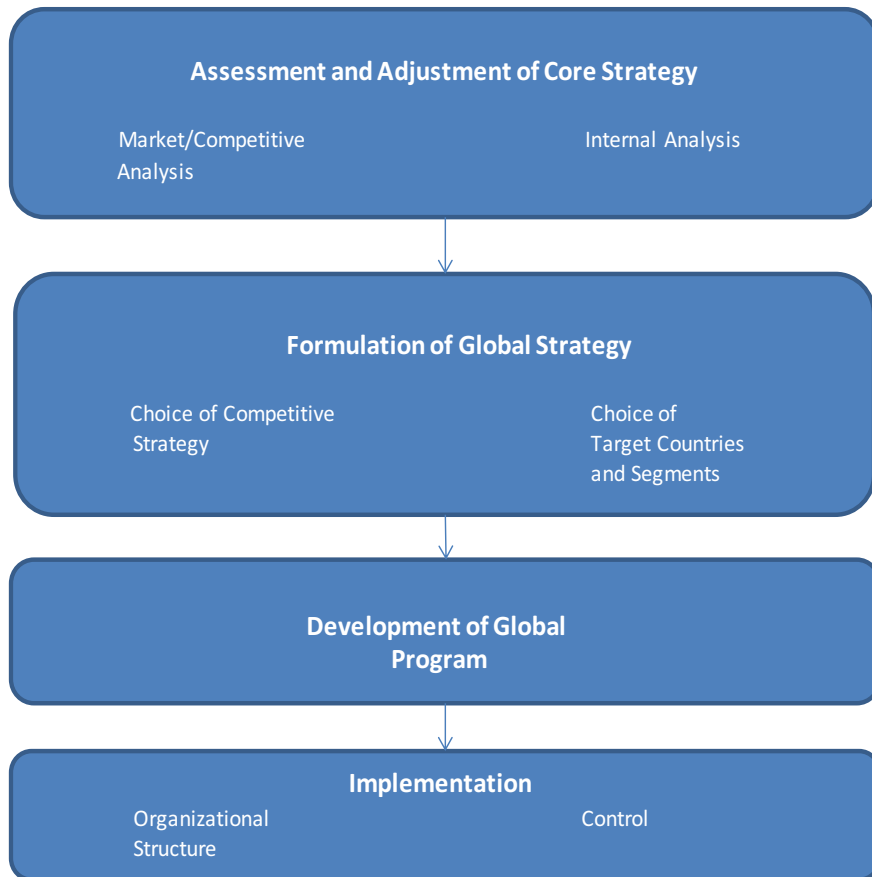 Assessment and Adjustment of Core Strategy
Market/Competitive
Analysis
Internal Analysis
Formulation of Global Strategy
Choice of Competitive
Strategy
Choice of
Target Countries
and Segments
Development of Global
Program
Implementation
Organizational
Structure
Control